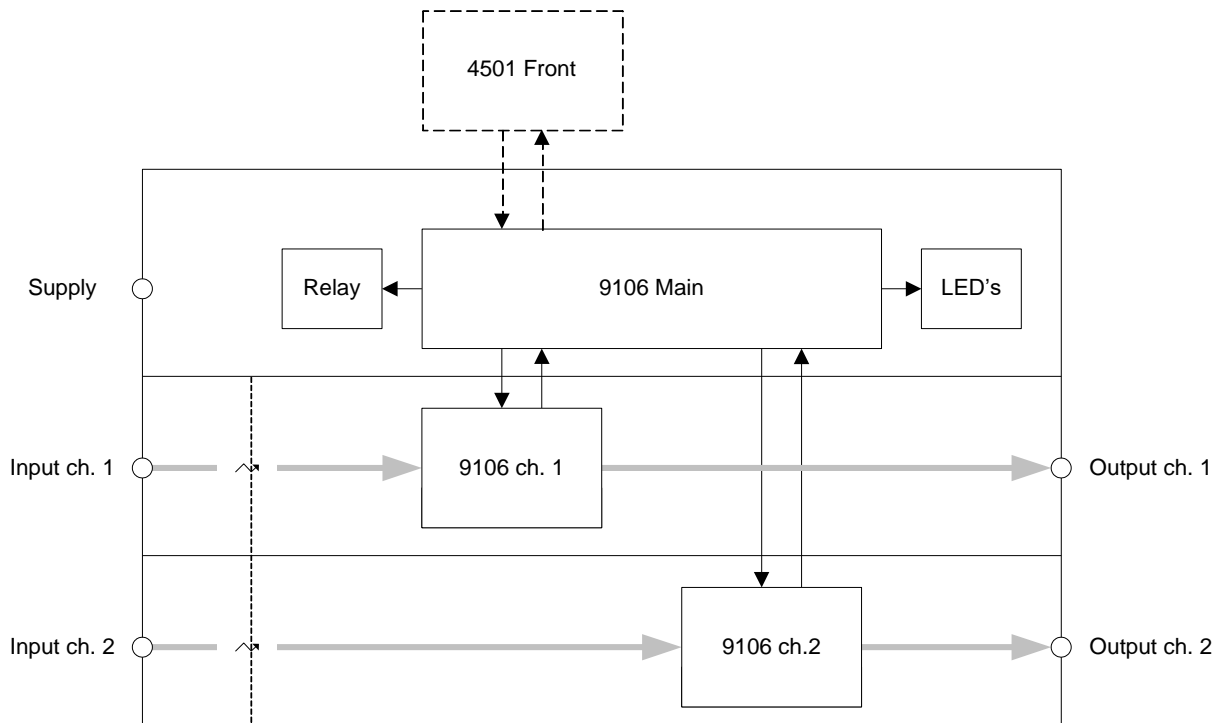 4501 Front
Supply
Relay
9106 Main
LED’s
Input ch. 1
9106 ch. 1
Output ch. 1
Input ch. 2
9106 ch.2
Output ch. 2